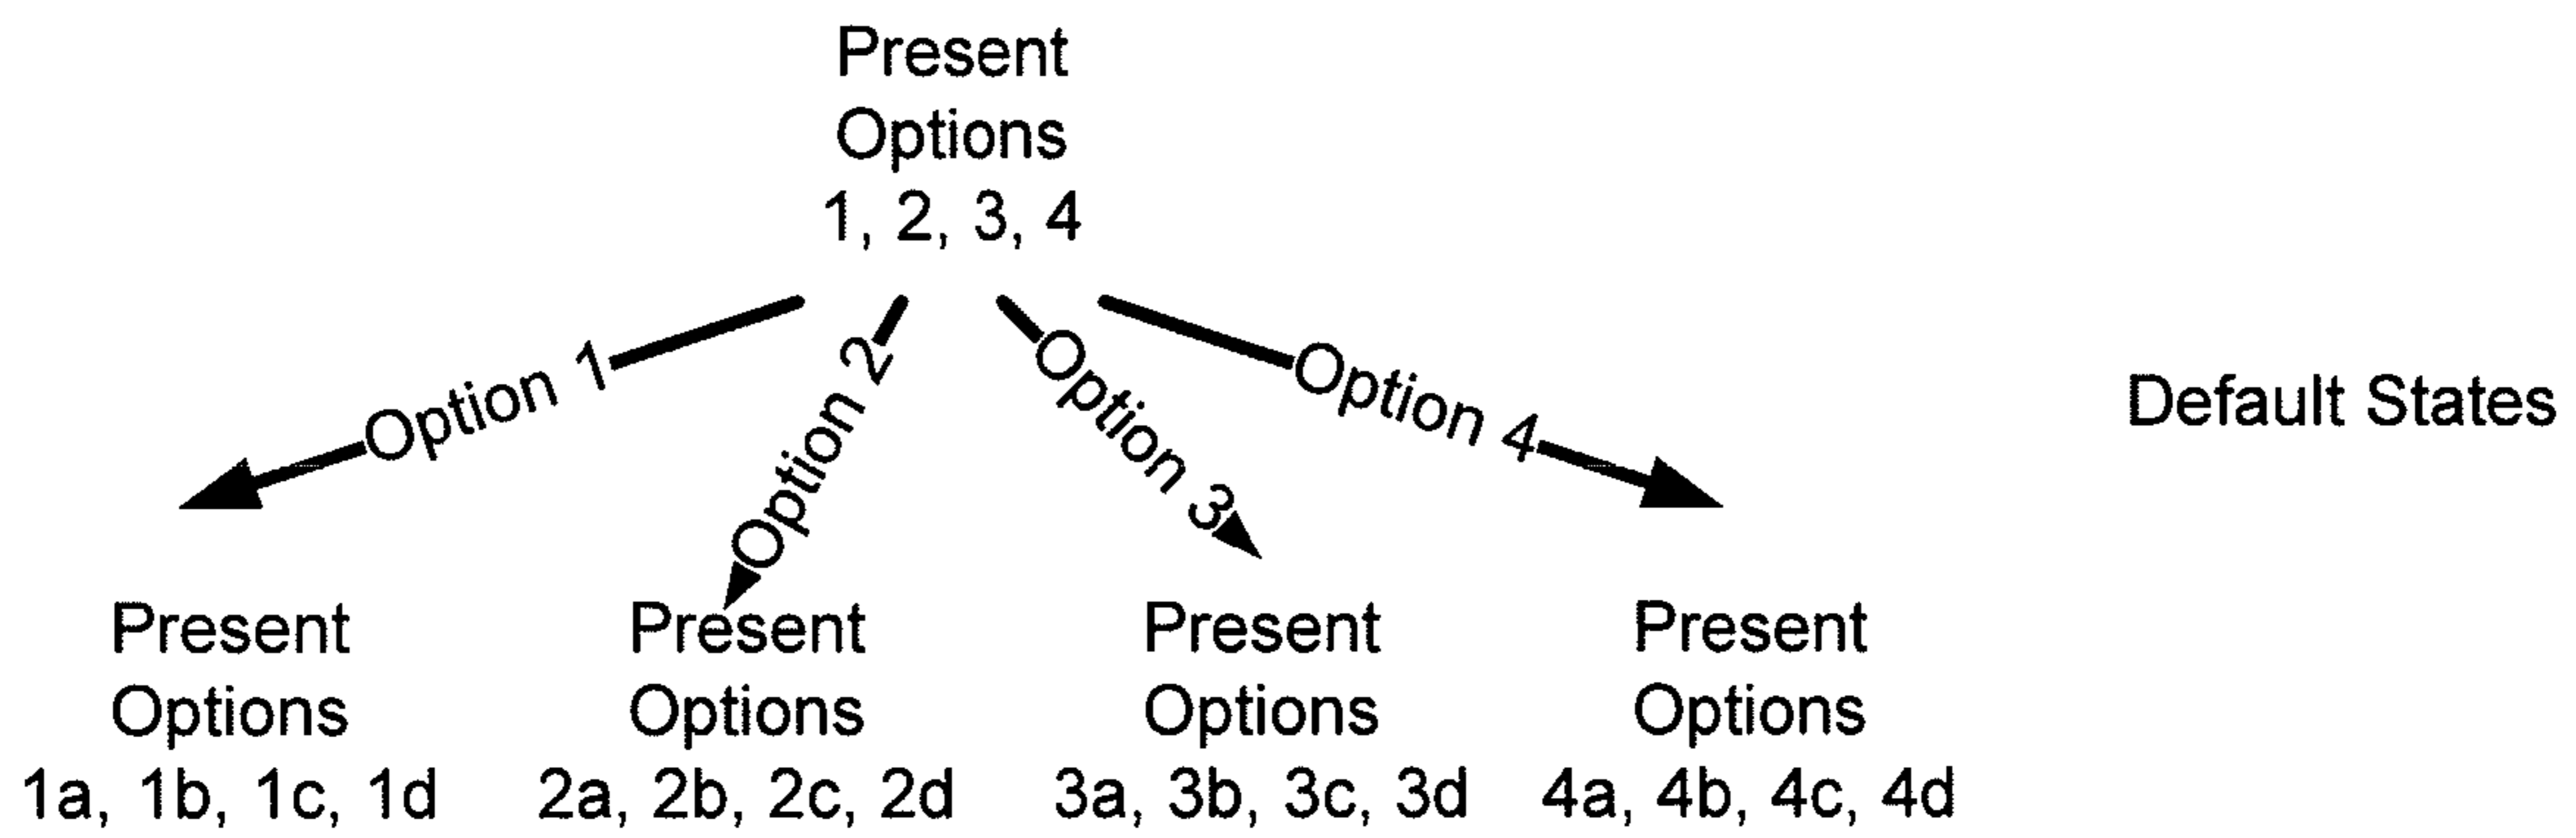 Present
Options
1, 2, 3, 4
Option 1
Option 2
Option 3
Option 4
Default States
Present
Options
1a, 1b, 1c, 1d
Present
Options
2a, 2b, 2c, 2d
Present
Options
3a, 3b, 3c, 3d
Present
Options
4a, 4b, 4c, 4d